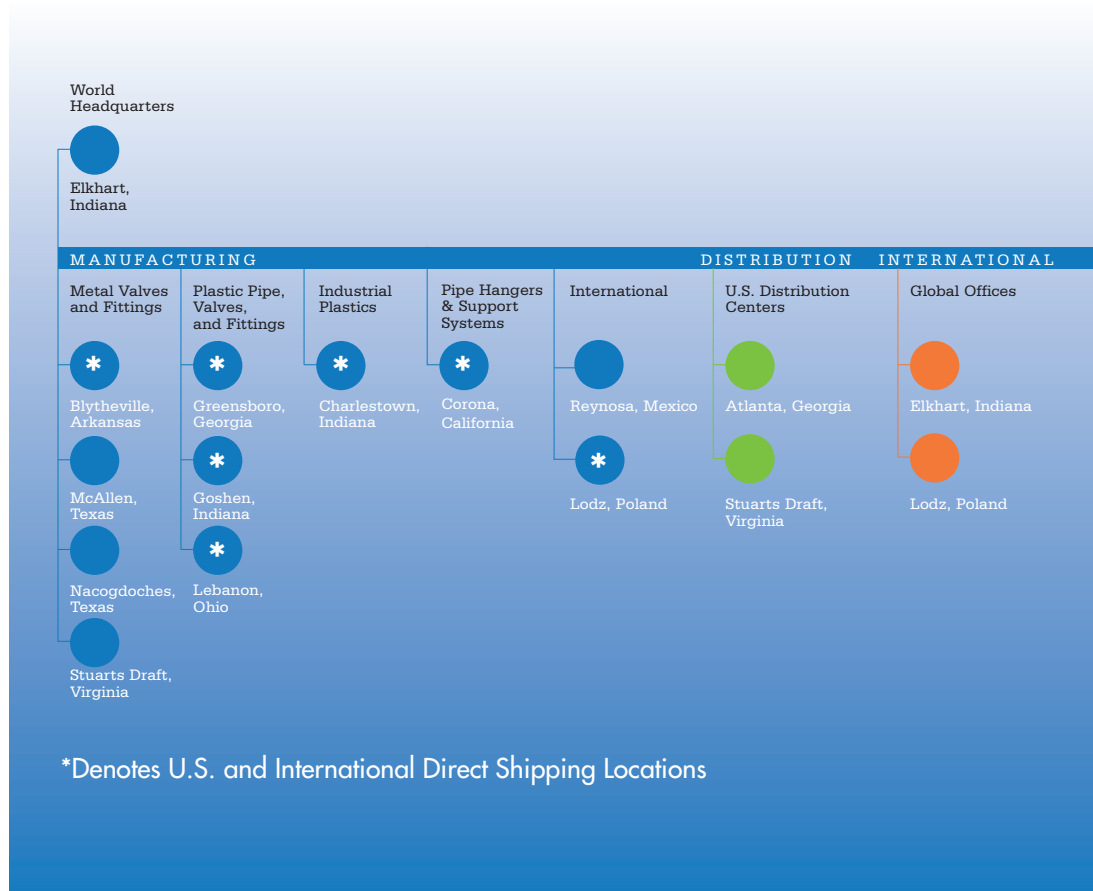 World
Headquarters
Elkhart,
Indiana
MANUFACTURING
DISTRIBUTION
INTERNATIONAL
Metal Valves
and Fittings
*
Blytheville,
Arkansas
McAllen,
Texas
Nacogdoches,
Texas
Stuarts Draft,
Virginia
Plastic Pipe,
Valves,
and Fittings
*
Greensboro,
Georgia
*
Goshen,
Indiana
*
Lebanon,
Ohio
Industrial
Plastics
*
Charlestown,
Indiana
Pipe Hangers
& Support
Systems
*
Corona,
California
International
Reynosa, Mexico
*
Lodz, Poland
U.S. Distribution
Centers
Atlanta, Georgia
Stuarts Draft,
Virginia
Global Offices
Elkhart, Indiana
Lodz, Poland
*Denotes U.S. and International Direct Shipping Locations